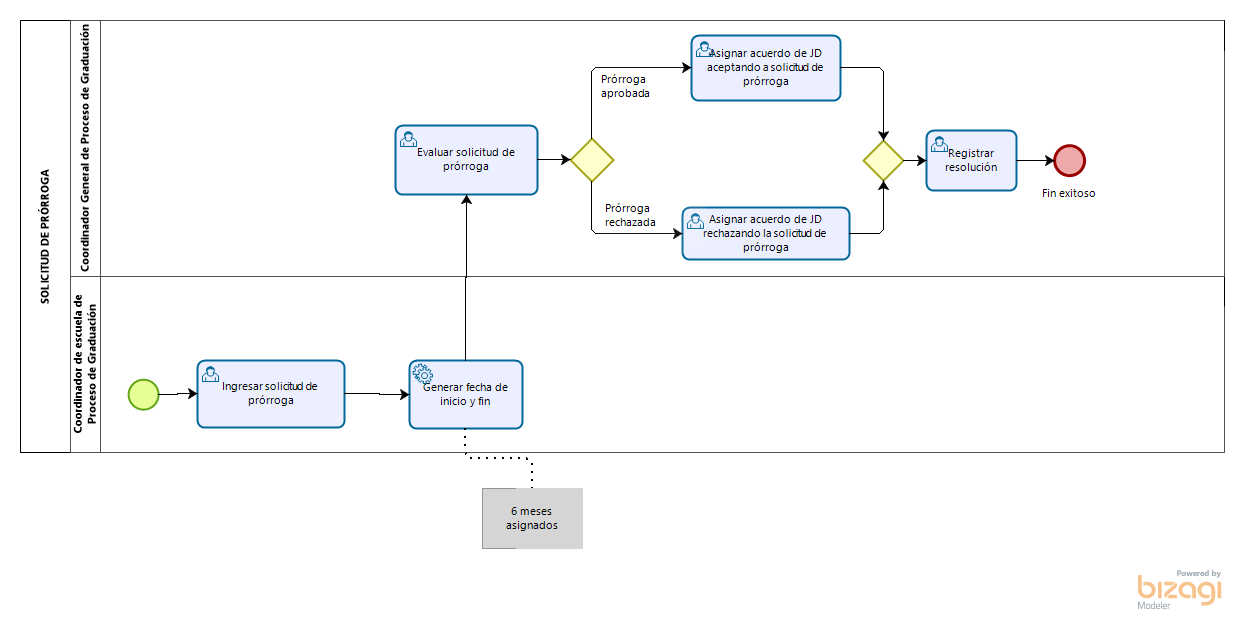 SOLICITUD DE PRÓRROGA
Coordinador General de Proceso de Graduación
Asignar acuerdo de JD
aceptando a solicitud de
prórroga
Prórroga
aprobada
Evaluar solicitud de
prórroga
Registrar
resolución
Fin exitoso
Prórroga
rechazada
Asignar acuerdo de JD
rechazando la solicitud de
prórroga
Coordinador de escuela de
Proceso de Graduación
Ingresar solicitud de
prórroga
Generar fecha de
inicio y fin
6 meses
asignados
Powered by
bizagi
Modeler